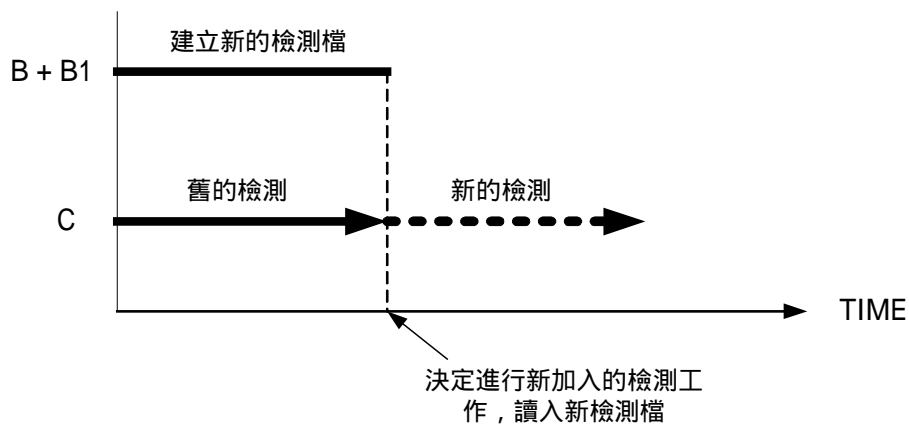 建立新的檢測檔
B + B1
舊的檢測
新的檢測
C
TIME
決定進行新加入的檢測工
作，讀入新檢測檔